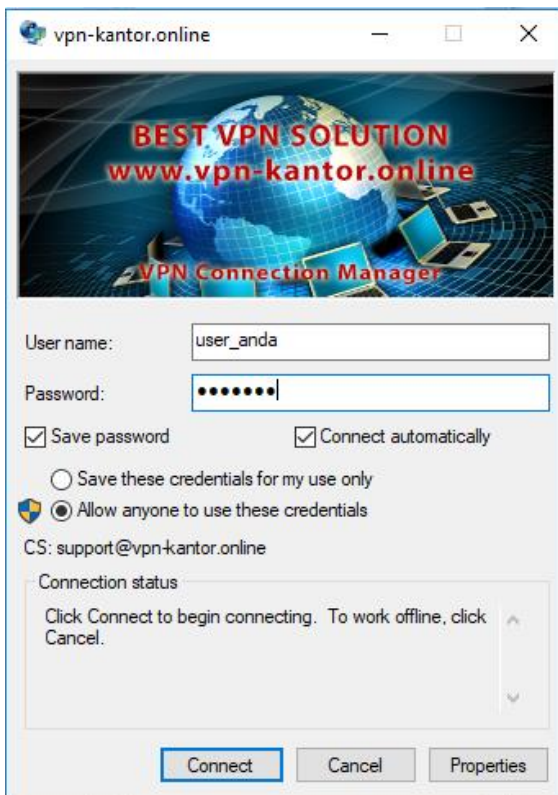 vpn-kantor.online
BEST VPN SOLUTION
www.vpn-kantor.online
VPN Connection Manager
User name:
user_anda
Password:
•••••••
Save password
Connect automatically
Save these credentials for my use only
Allow anyone to use these credentials
CS: support@vpn-kantor.online
Connection status
Click Connect to begin connecting. To work offline, click
Cancel.
Connect
Cancel
Properties